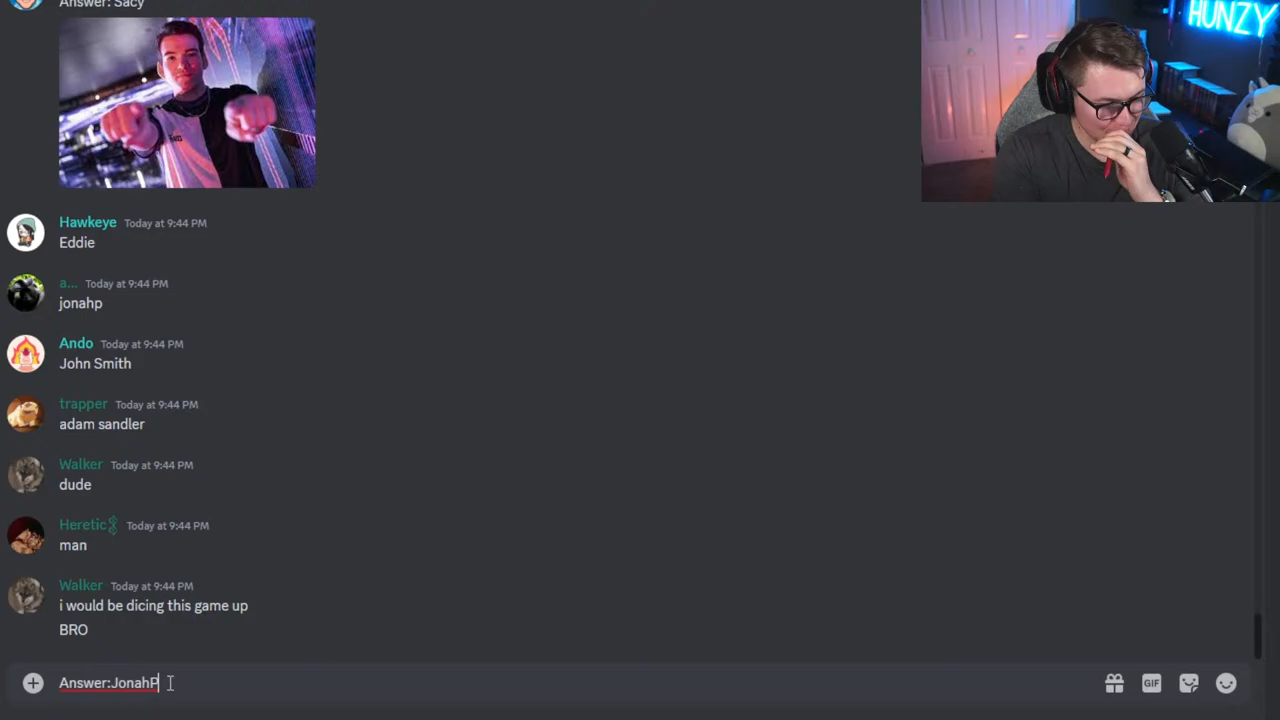 Answer: Sacy
HUNZY
Hawkeye Today at 9:44 PM
Eddie
a... Today at 9:44 PM
jonahp
Ando Today at 9:44 PM
John Smith
trapper Today at 9:44 PM
adam sandler
Walker Today at 9:44 PM
dude
Heretic Today at 9:44 PM
man
Walker Today at 9:44 PM
i would be dicing this game up
BRO
Answer:JonahP
GIF